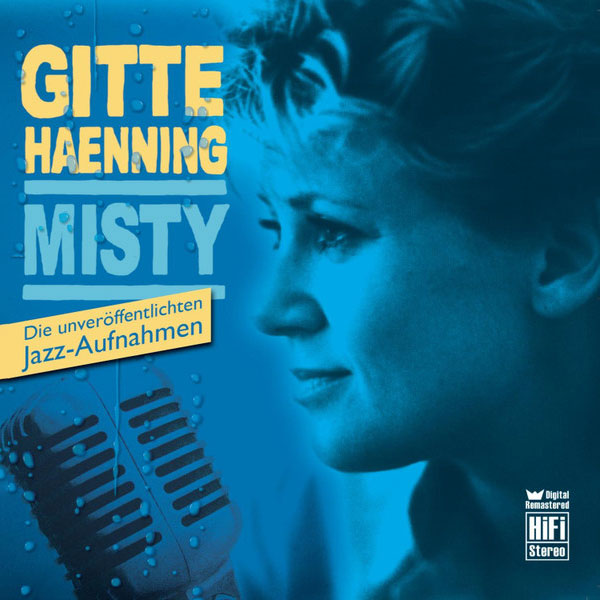 GITTE
HAENNING
MISTY
Die unveröffentlichten
Jazz-Aufnahmen
Digital
Remastered
HiFi
Stereo